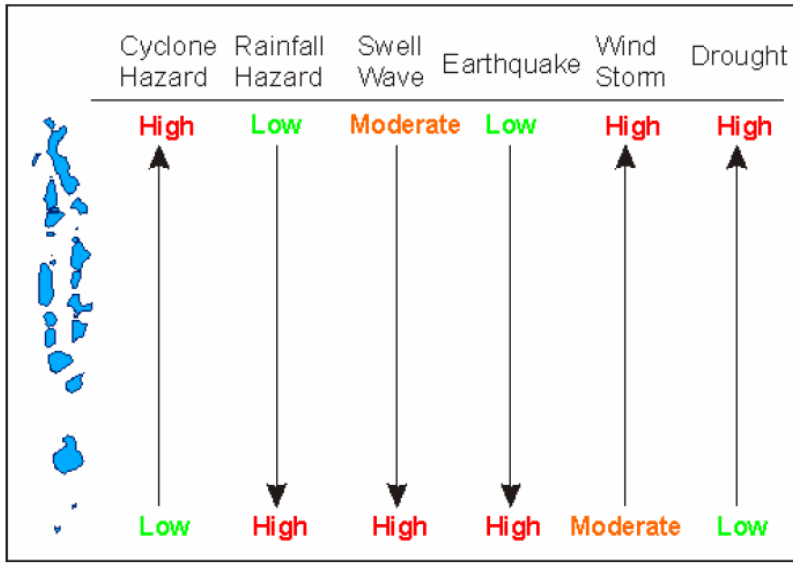 Cyclone Hazard
Rainfall Hazard
Swell Wave
Earthquake
Wind Storm
Drought
High Low Moderate Low High High
Low High High High Moderate Low